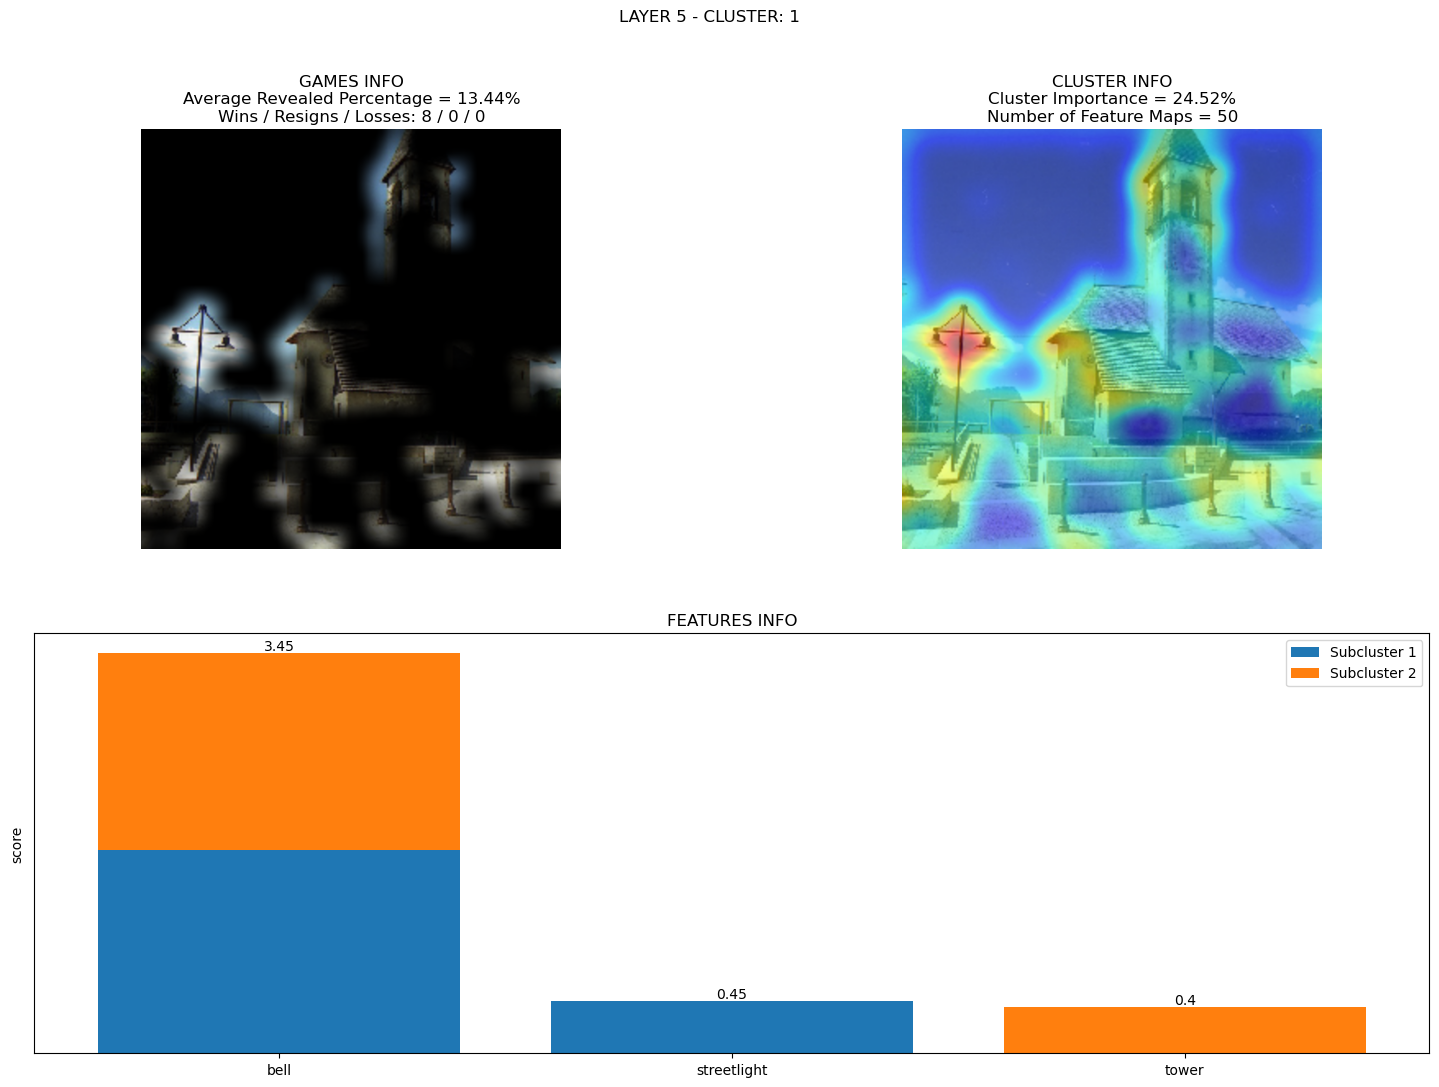 LAYER 5 - CLUSTER: 1
GAMES INFO
Average Revealed Percentage = 13.44%
Wins / Resigns / Losses: 8 / 0 / 0
CLUSTER INFO
Cluster Importance = 24.52%
Number of Feature Maps = 50
FEATURES INFO
Subcluster 1
Subcluster 2
3.45
0.45
0.4
score
bell
streetlight
tower